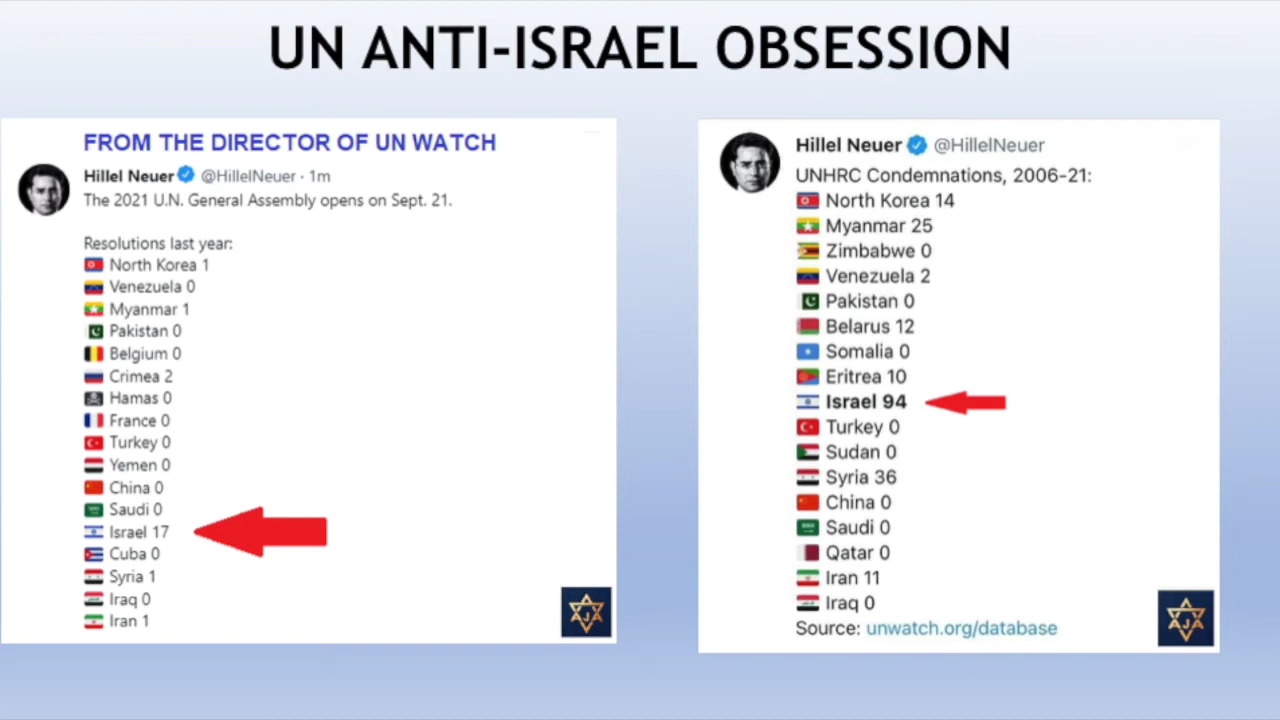 UN ANTI-ISRAEL OBSESSION
FROM THE DIRECTOR OF UN WATCH
Hillel Neuer @HillelNeuer · 1m
The 2021 U.N. General Assembly opens on Sept. 21.
Resolutions last year:
North Korea 1
Venezuela 0
Myanmar 1
Pakistan 0
Belgium 0
Crimea 2
Hamas 0
France 0
Turkey 0
Yemen 0
China 0
Saudi 0
Israel 17
Cuba 0
Syria 1
Iraq 0
Iran 1
AJA
Hillel Neuer @HillelNeuer
UNHRC Condemnations, 2006-21:
North Korea 14
Myanmar 25
Zimbabwe 0
Venezuela 2
Pakistan 0
Belarus 12
Somalia 0
Eritrea 10
Israel 94
Turkey 0
Sudan 0
Syria 36
China 0
Saudi 0
Qatar 0
Iran 11
Iraq 0
Source: unwatch.org/database
AJA